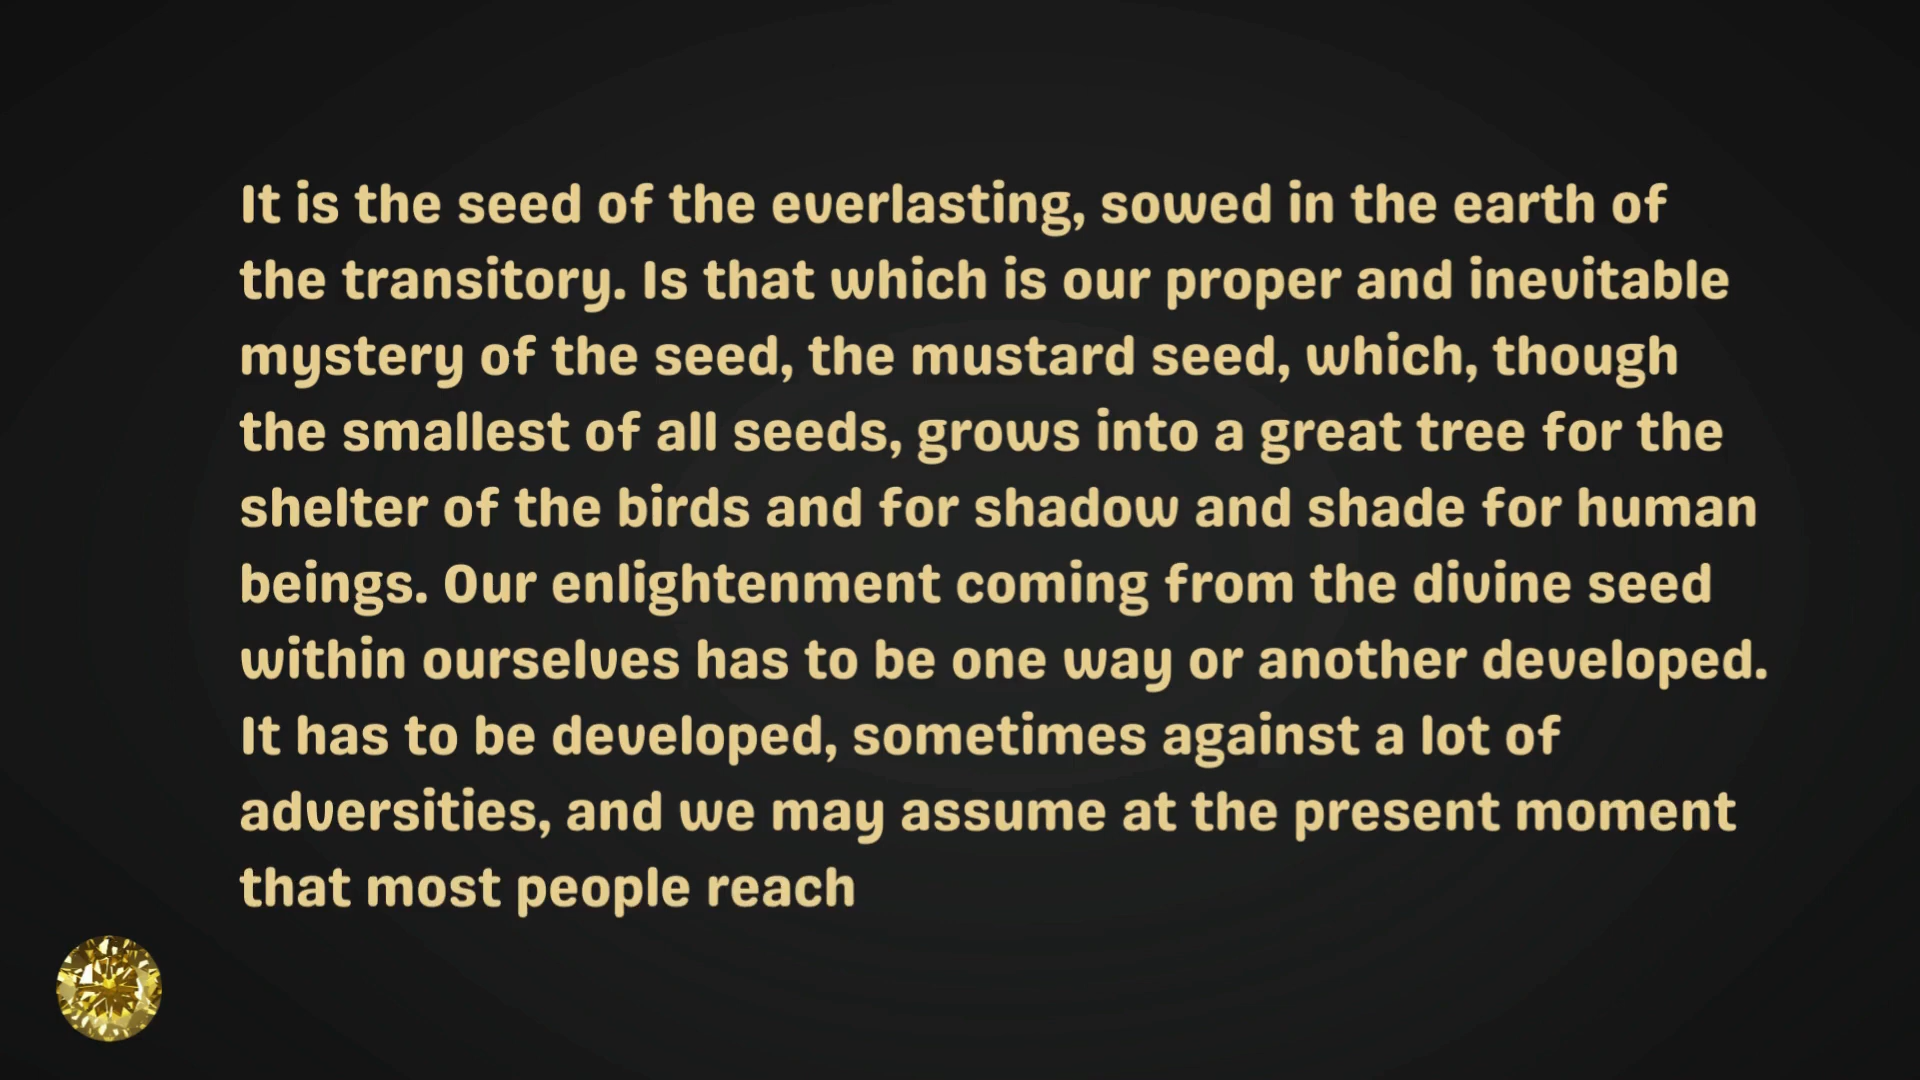 It is the seed of the everlasting, sowed in the earth of
the transitory. Is that which is our proper and inevitable
mystery of the seed, the mustard seed, which, though
the smallest of all seeds, grows into a great tree for the
shelter of the birds and for shadow and shade for human
beings. Our enlightenment coming from the divine seed
within ourselves has to be one way or another developed.
It has to be developed, sometimes against a lot of
adversities, and we may assume at the present moment
that most people reach